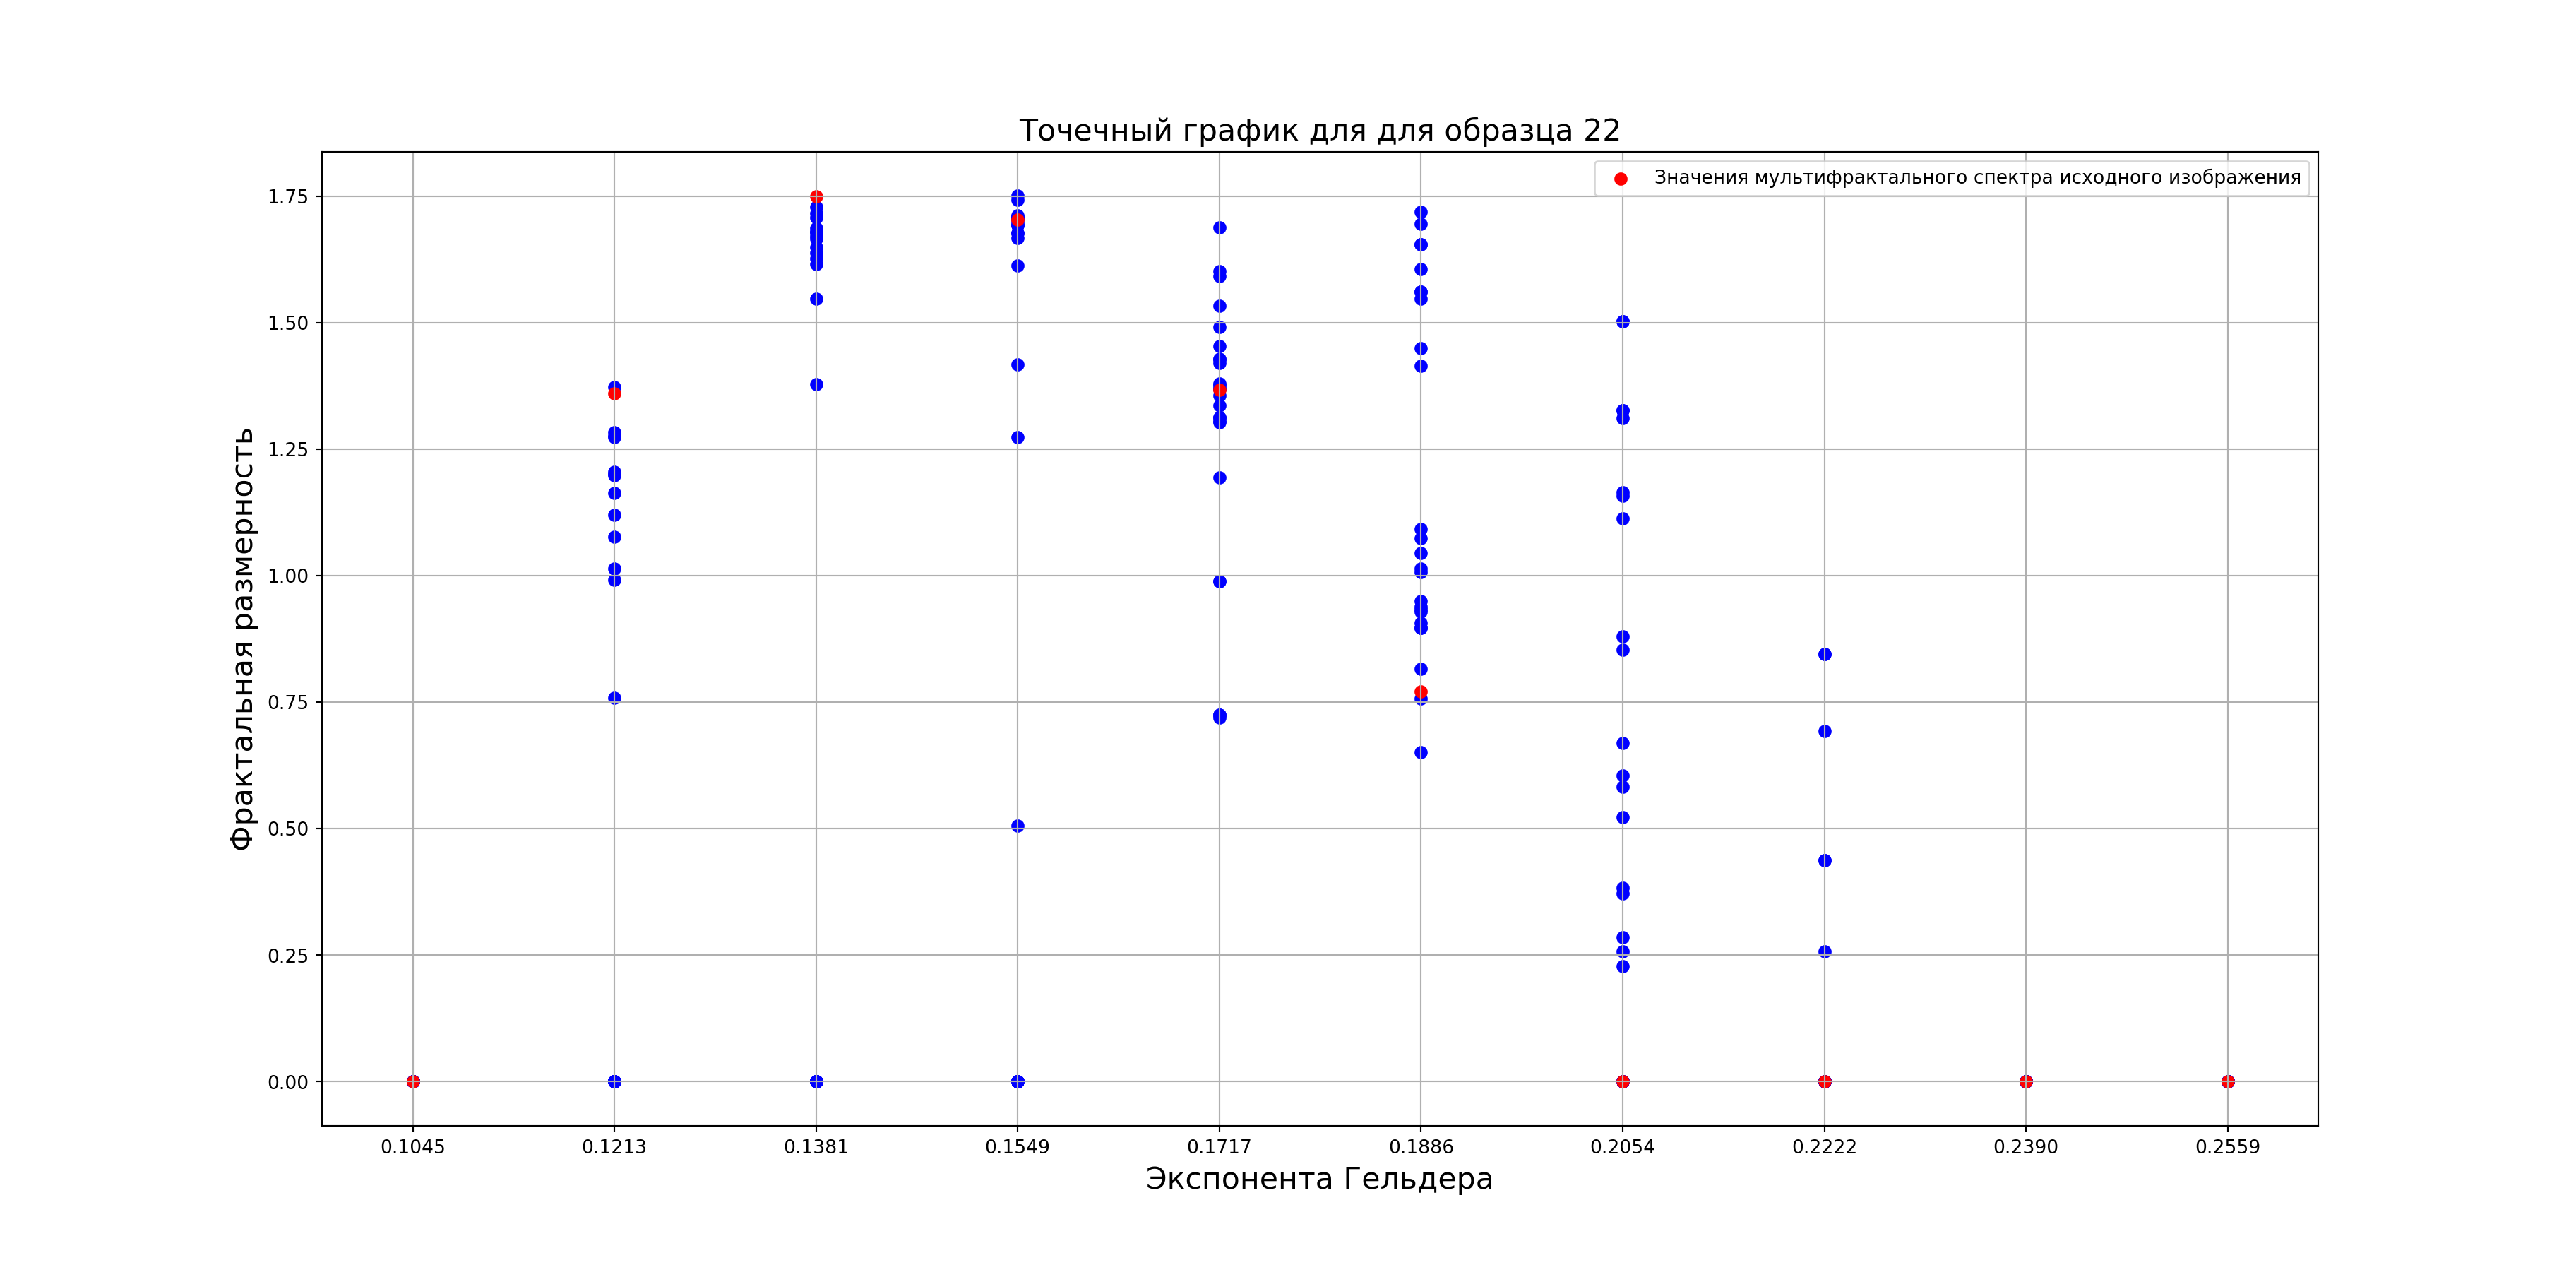 Точечный график для для образца 22
Значения мультифрактального спектра исходного изображения
Фрактальная размерность
1.75
1.50
1.25
1.00
0.75
0.50
0.25
0.00
0.1045 0.1213 0.1381 0.1549 0.1717 0.1886 0.2054 0.2222 0.2390 0.2559
Экспонента Гельдера